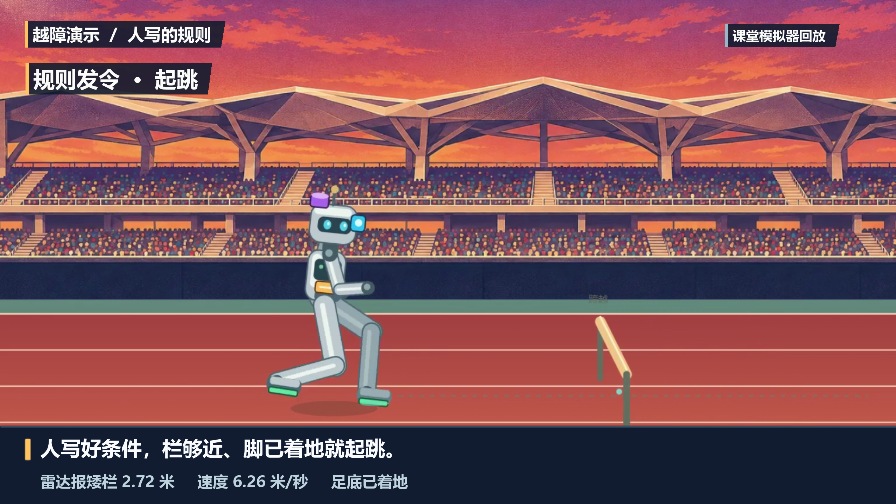 越障演示 / 人写的规则
课堂模拟器回放
规则发令 · 起跳
人写好条件，栏够近、脚已着地就起跳。
雷达报矮栏 2.72 米 速度 6.26 米/秒 足底已着地